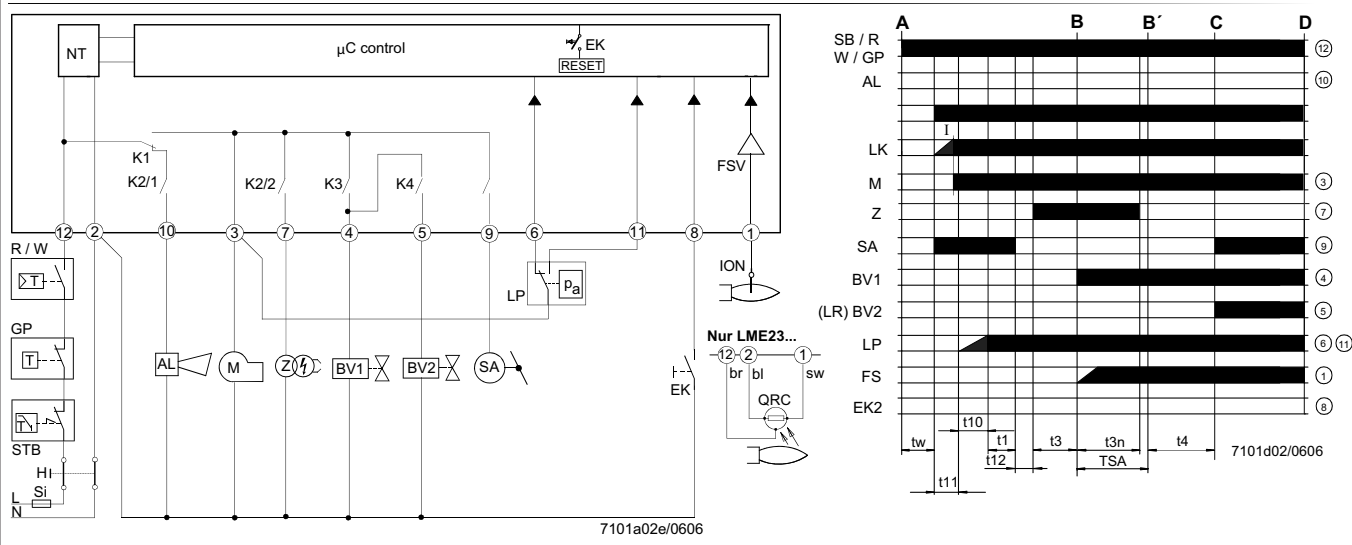 NT
µC control
EK
RESET
K1
K2/1
K2/2
K3
K4
FSV
12 2 10 3 7 4 5 9 6 11 8 1
R / W
T
GP
T
STB
H
L
Si
N
AL
M
Z
BV1
BV2
SA
LP
pa
ION
EK
Nur LME23...
12 2 1
br bl sw
QRC
7101a02e/0606
A B B´ C D
SB / R
W / GP
12
AL 10
I
LK
M 3
Z 7
SA 9
BV1 4
(LR) BV2 5
LP 6 11
FS 1
EK2 8
t10
tw t1 t3 t3n t4
t12 TSA
t11
7101d02/0606